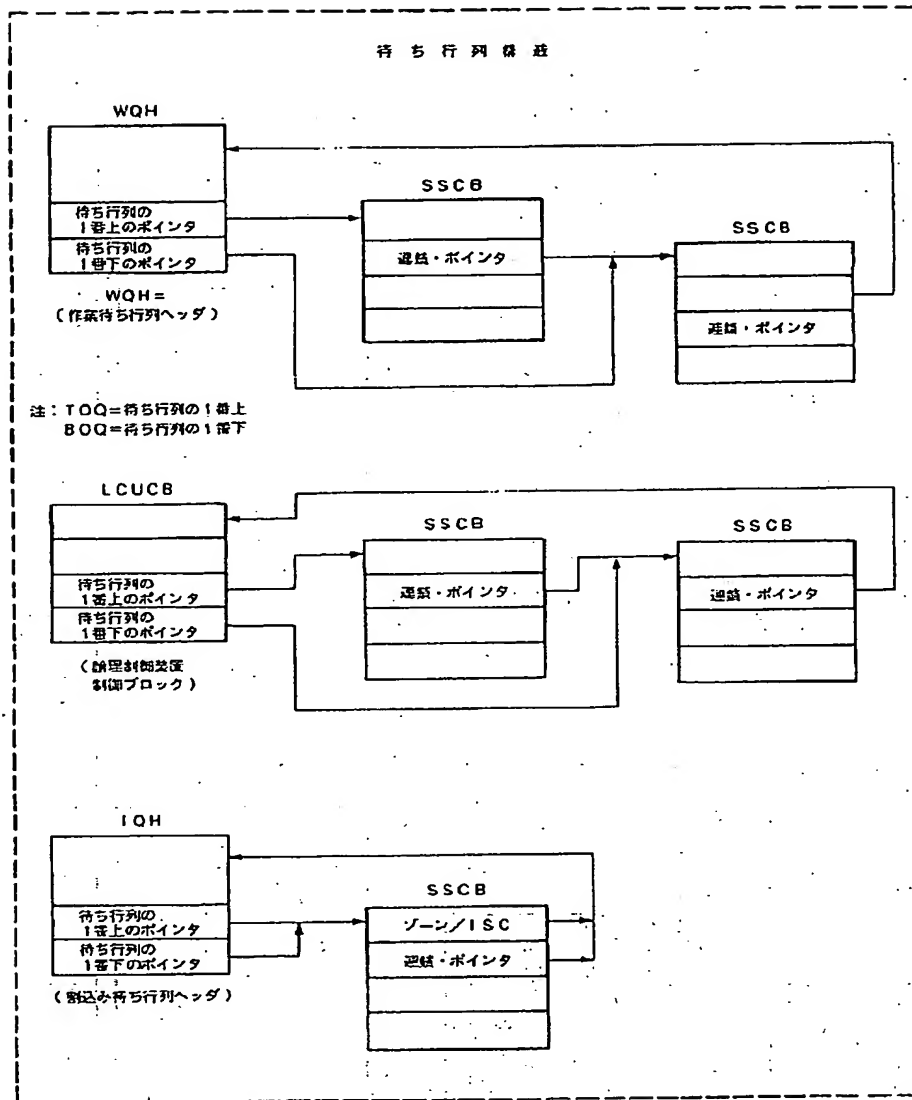 待ち行列構造
WQH
待ち行列の
1番上のポインタ
待ち行列の
1番下のポインタ
WQH=
(作業待ち行列ヘッダ)
SSCB
連鎖・ポインタ
SSCB
連鎖・ポインタ
注:TOQ=待ち行列の1番上
BOQ=待ち行列の1番下
LCUCB
待ち行列の
1番上のポインタ
待ち行列の
1番下のポインタ
(論理制御装置
制御ブロック)
SSCB
連鎖・ポインタ
SSCB
連鎖・ポインタ
IQH
待ち行列の
1番上のポインタ
待ち行列の
1番下のポインタ
(割込み待ち行列ヘッダ)
SSCB
ゾーン/ISC
連鎖・ポインタ